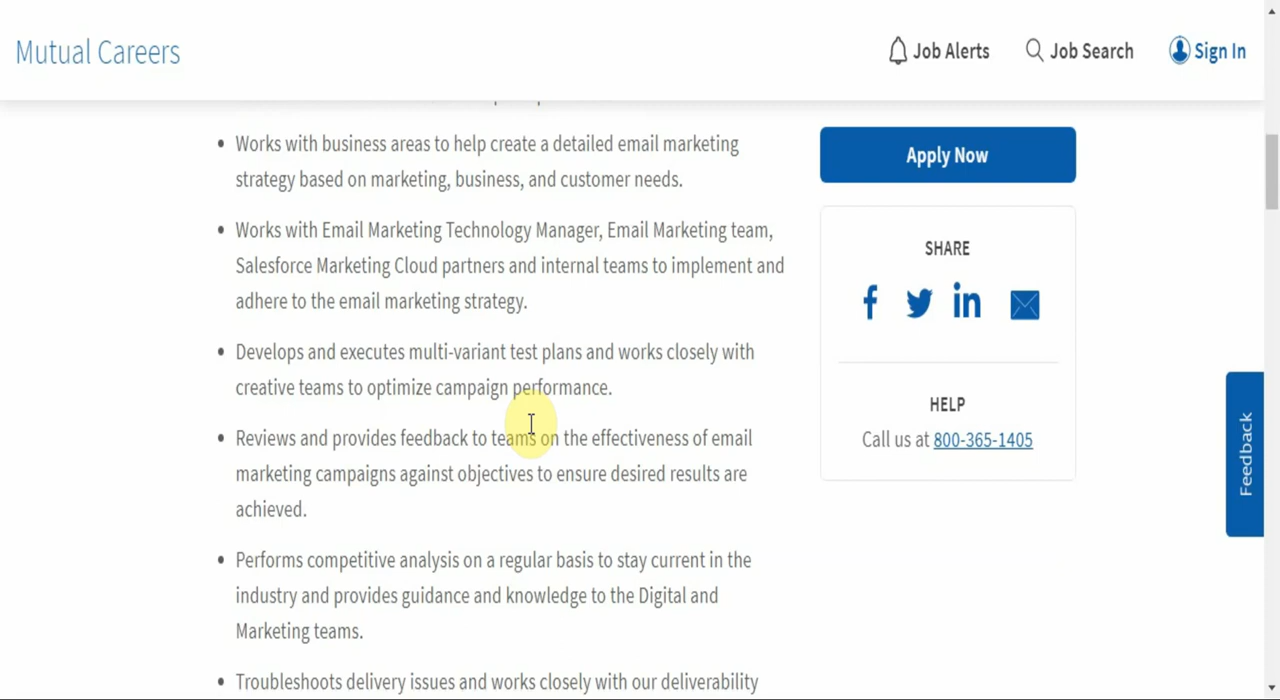 Mutual Careers
Job Alerts
Job Search
Sign In
Works with business areas to help create a detailed email marketing
strategy based on marketing, business, and customer needs.
Works with Email Marketing Technology Manager, Email Marketing team,
Salesforce Marketing Cloud partners and internal teams to implement and
adhere to the email marketing strategy.
Develops and executes multi-variant test plans and works closely with
creative teams to optimize campaign performance.
Reviews and provides feedback to teams on the effectiveness of email
marketing campaigns against objectives to ensure desired results are
achieved.
Performs competitive analysis on a regular basis to stay current in the
industry and provides guidance and knowledge to the Digital and
Marketing teams.
Troubleshoots delivery issues and works closely with our deliverability
Apply Now
SHARE
HELP
Call us at 800-365-1405
Feedback